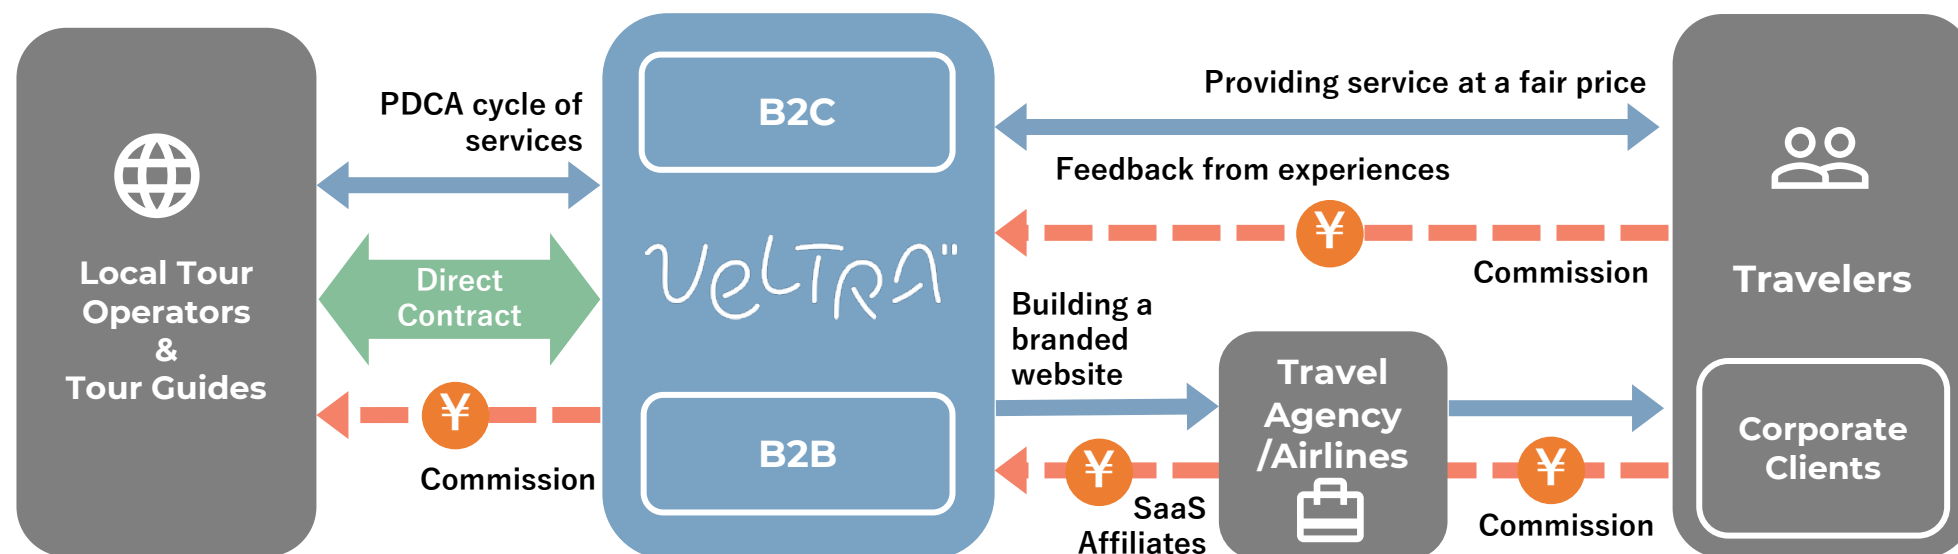 Local Tour
Operators
&
Tour Guides
PDCA cycle of
services
Direct
Contract
¥
Commission
B2C
VELTRA
B2B
Providing service at a fair price
Feedback from experiences
¥
Commission
Building a
branded
website
¥
SaaS
Affiliates
Travel
Agency
/Airlines
¥
Commission
Travelers
Corporate
Clients